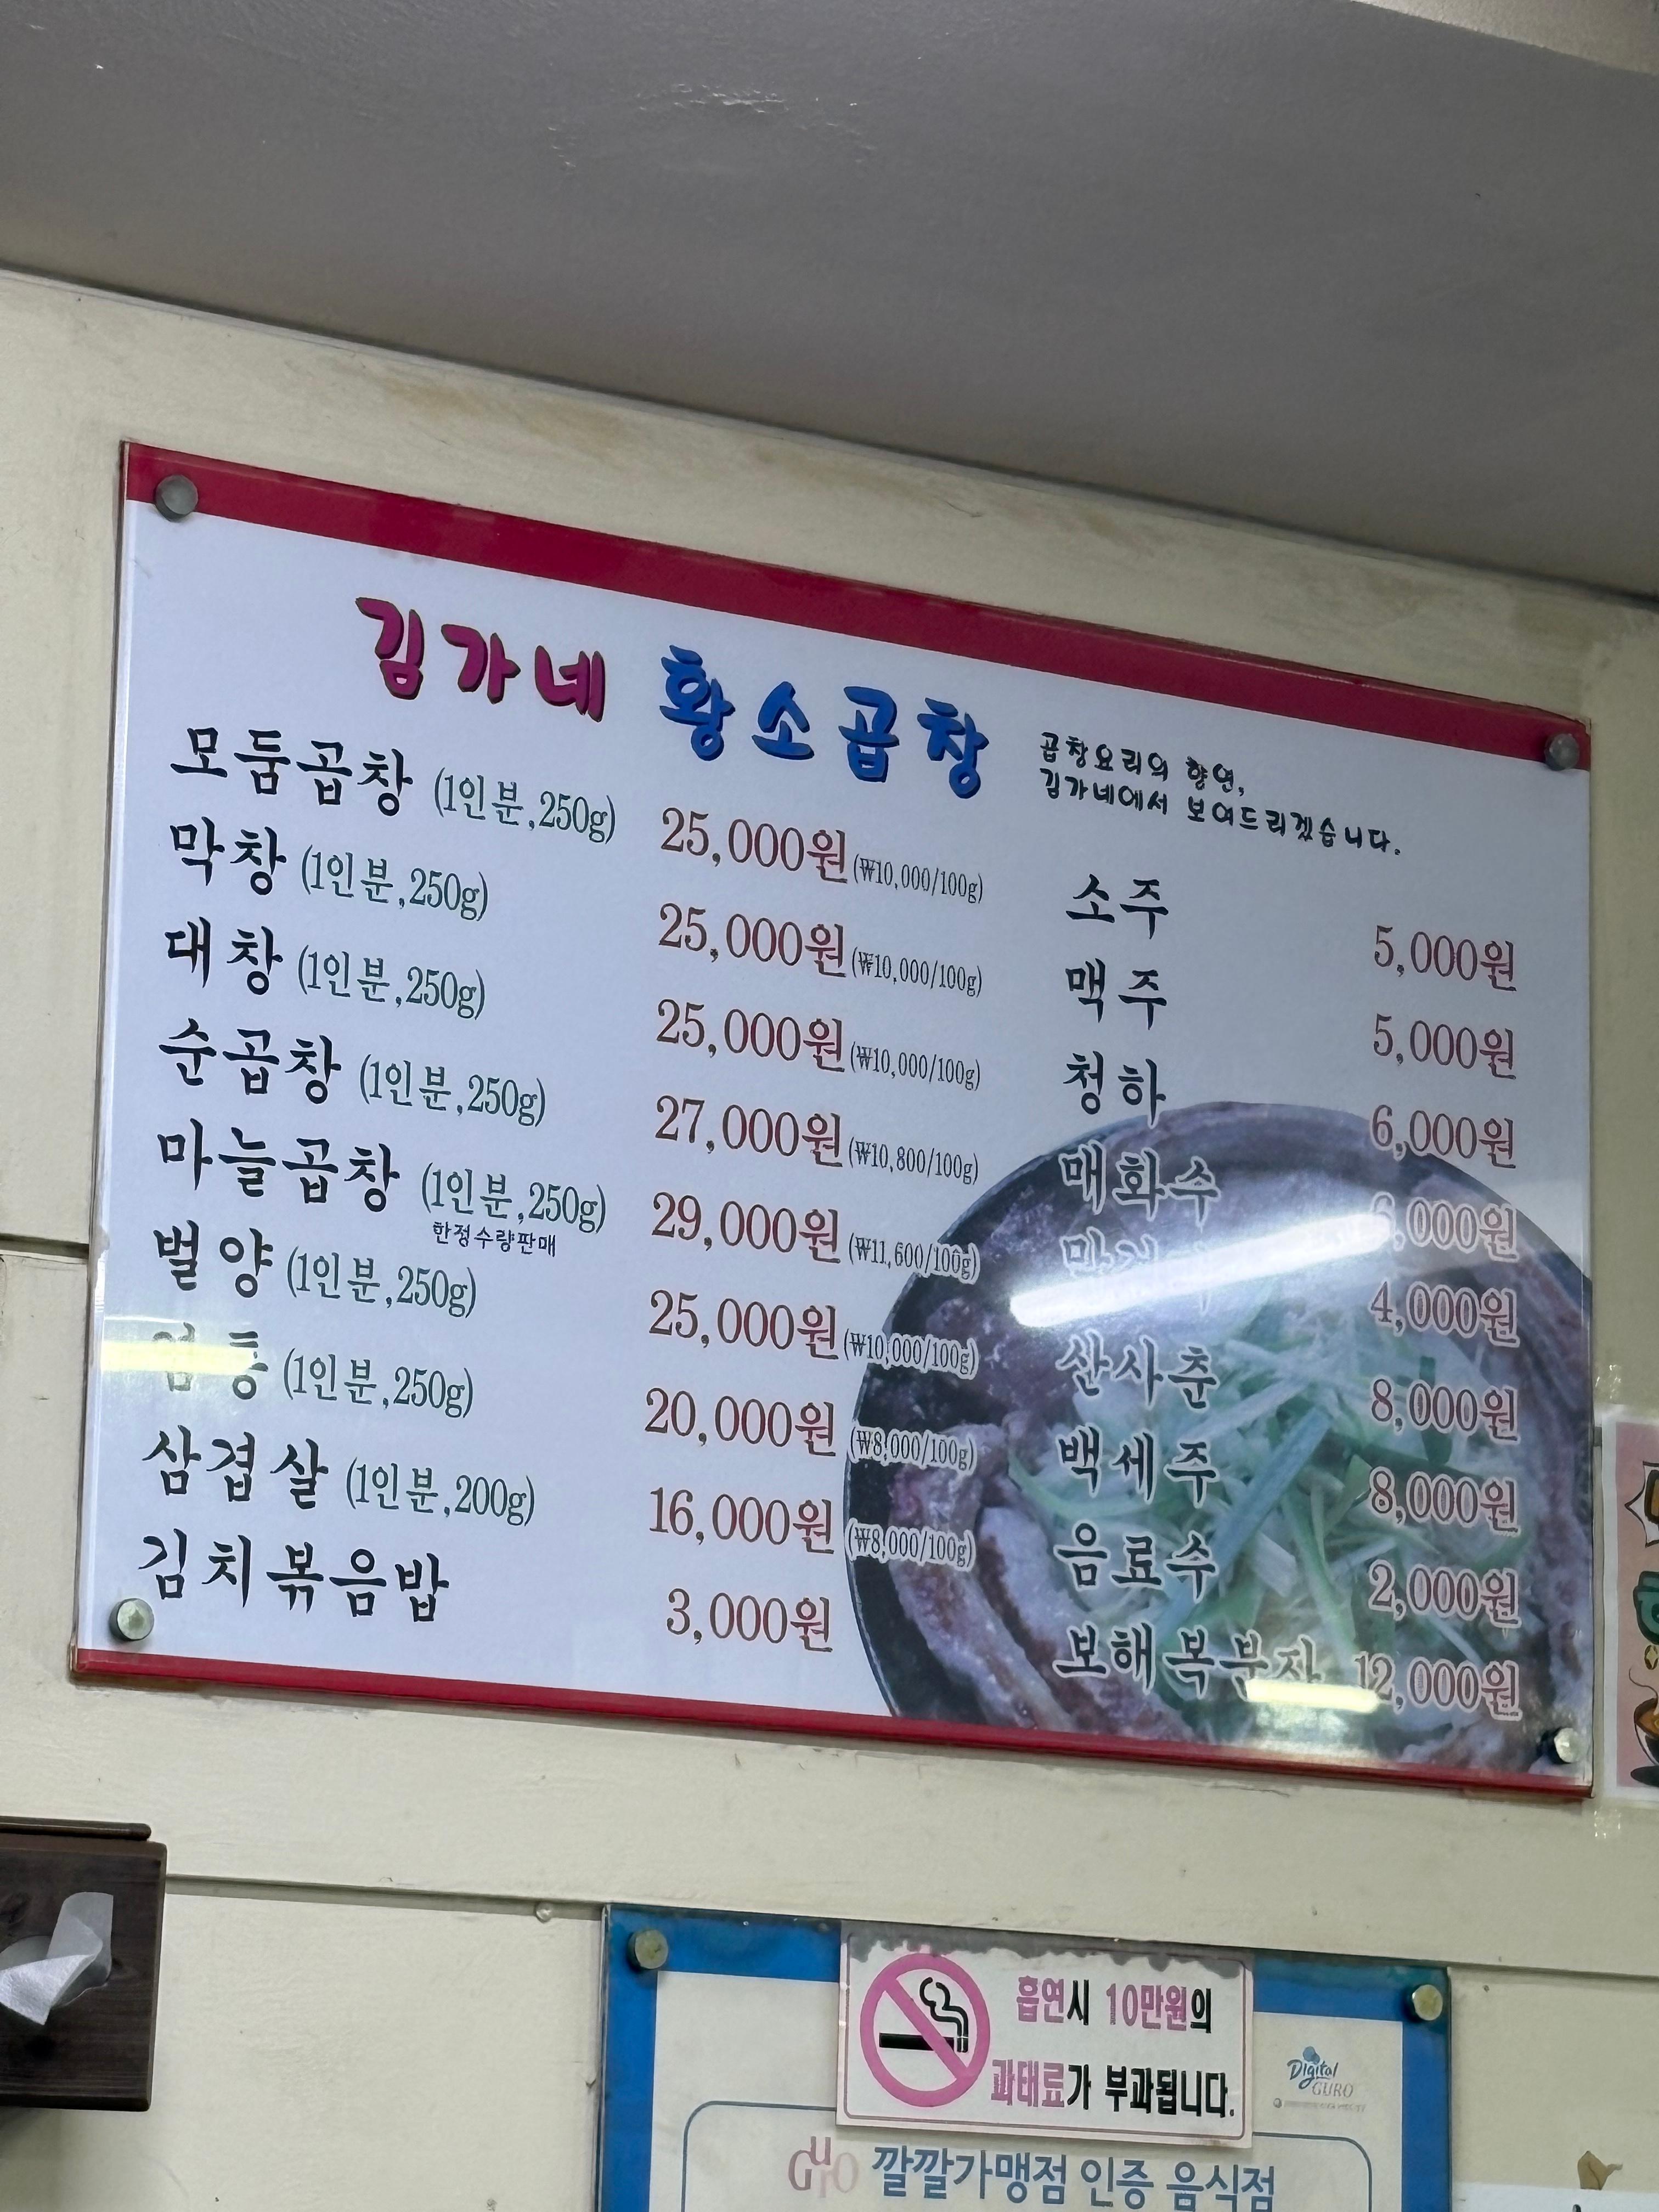 김가네 황소곱창
곱창요리의 향연,
김가네에서 보여드리겠습니다.
모둠곱창 (1인분,250g) 25,000원 (₩10,000/100g)
막창 (1인분,250g) 25,000원 (₩10,000/100g)
대창 (1인분,250g) 25,000원 (₩10,000/100g)
순곱창 (1인분,250g) 27,000원 (₩10,800/100g)
마늘곱창 (1인분,250g) 29,000원 (₩11,600/100g)
한정수량판매
벌양 (1인분,250g) 25,000원 (₩10,000/100g)
(1인분,250g) 20,000원 (₩8,000/100g)
삼겹살 (1인분,200g) 16,000원 (₩8,000/100g)
김치볶음밥 3,000원
소주 5,000원
맥주 5,000원
청하 6,000원
매화수 6,000원
4,000원
산사춘 8,000원
백세주 8,000원
음료수 2,000원
보해복분자 12,000원
흡연시 10만원의
과태료가 부과됩니다.
Digital
GURO
GurO 깔깔가맹점 인증 음식점